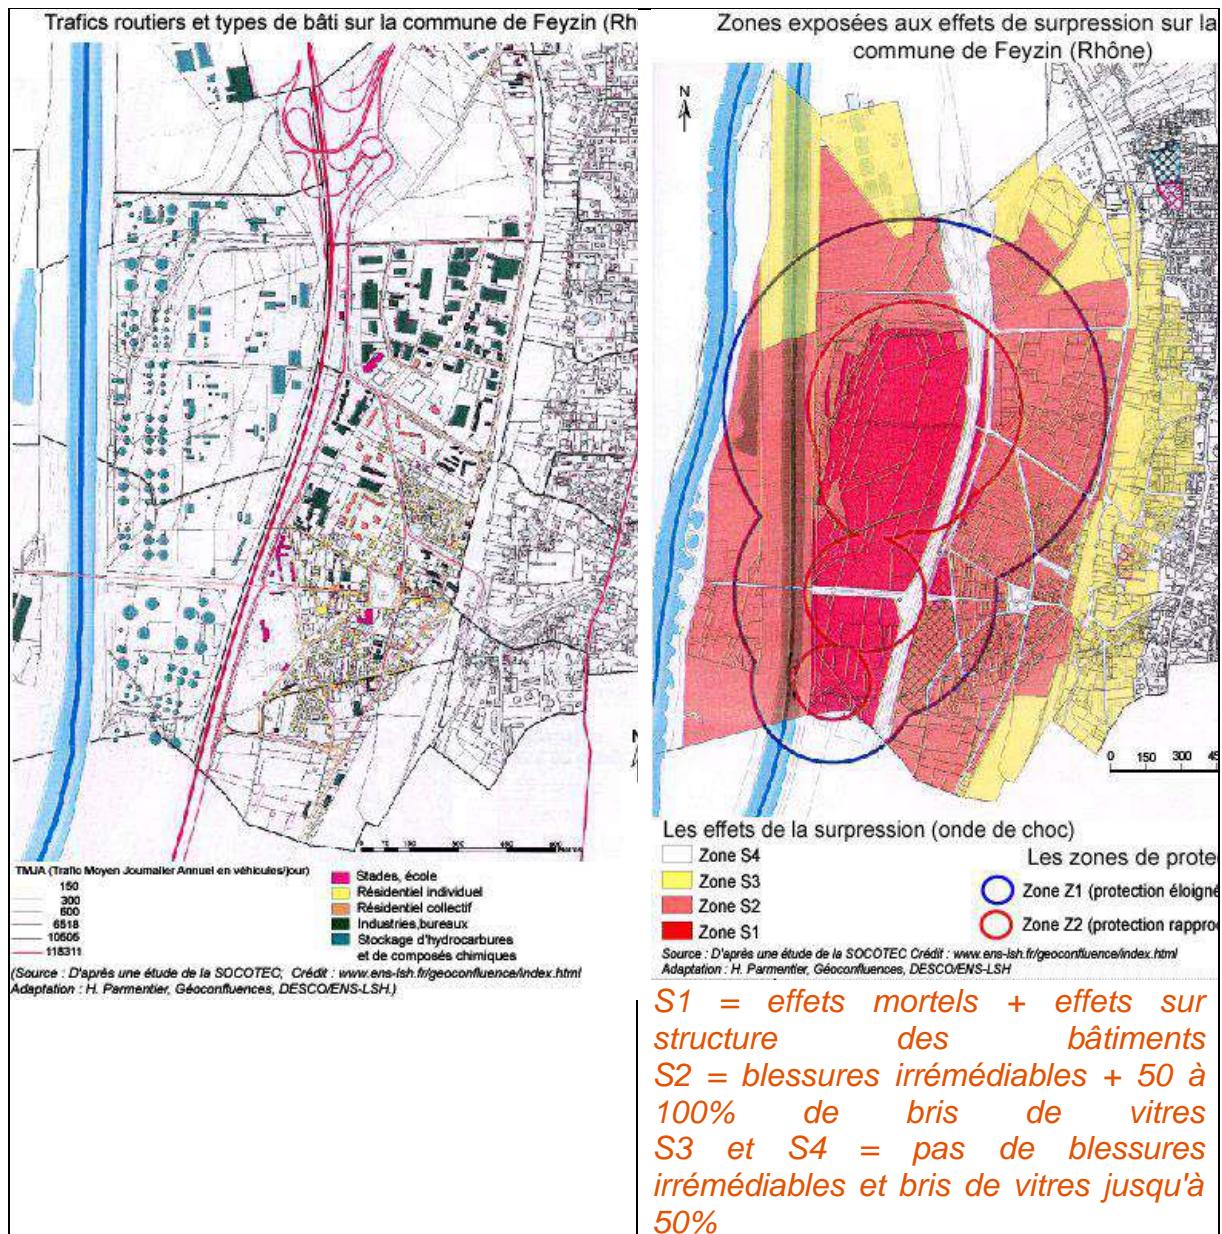 Trafics routiers et types de bâti sur la commune de Feyzin (Rh
TMJA (Trafic Moyen Journalier Annuel en véhicules/jour)
150
300
600
6518
10606
118311
Stades, école
Résidentiel individuel
Résidentiel collectif
Industries,bureaux
Stockage d'hydrocarbures
et de composés chimiques
(Source : D'après une étude de la SOCOTEC; Crédit : www.ens-lsh.fr/geoconfluence/index.html
Adaptation : H. Parmentier, Géoconfluences, DESCO/ENS-LSH.)
Zones exposées aux effets de surpression sur la
commune de Feyzin (Rhône)
N
0 150 300 45
Les effets de la surpression (onde de choc)
Zone S4
Zone S3
Zone S2
Zone S1
Les zones de prote
Zone Z1 (protection éloigné
Zone Z2 (protection rapproc
Source : D'après une étude de la SOCOTEC Crédit : www.ens-lsh.fr/geoconfluence/index.html
Adaptation : H. Parmentier, Géoconfluences, DESCO/ENS-LSH
S1 = effets mortels + effets sur
structure des bâtiments
S2 = blessures irrémédiables + 50 à
100% de bris de vitres
S3 et S4 = pas de blessures
irrémédiables et bris de vitres jusqu'à
50%